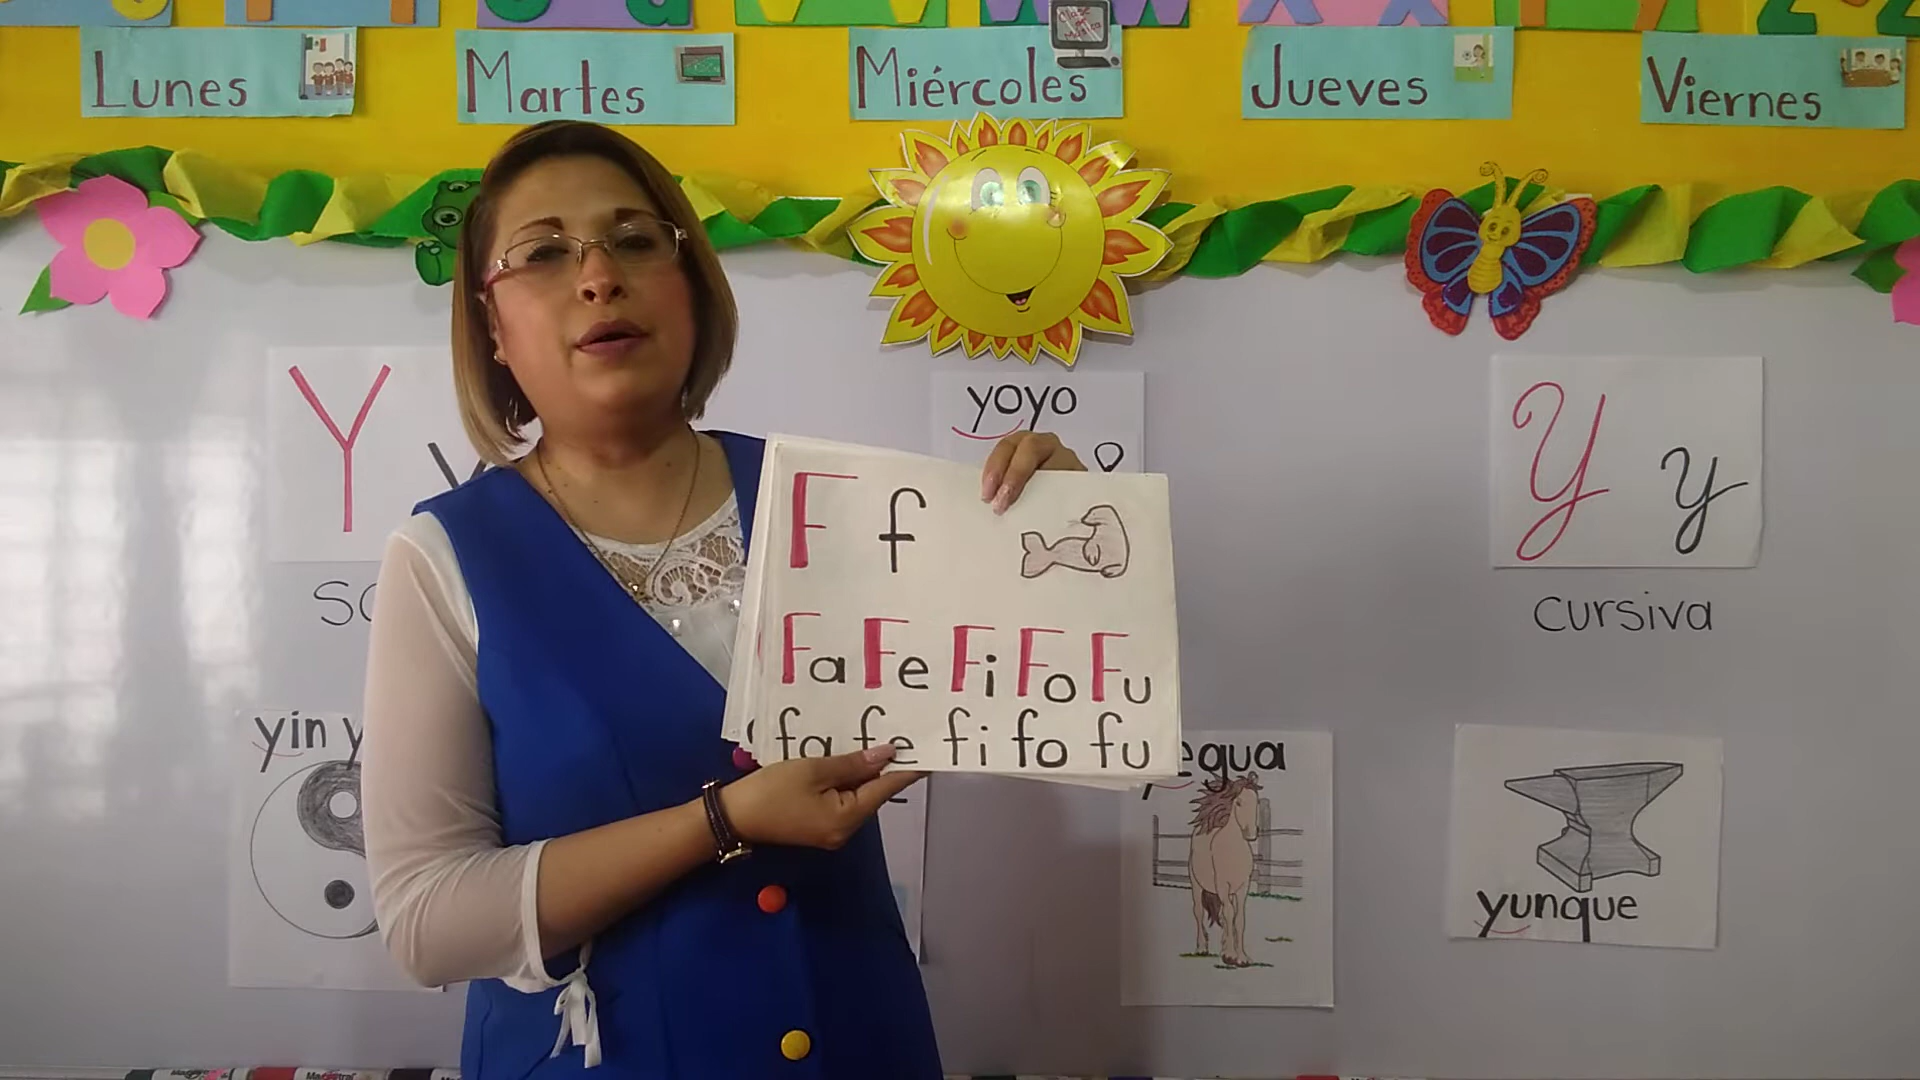 Lunes
Martes
Miércoles
Jueves
Viernes
Y
yoyo
Y y
cursiva
F f
Fa Fe Fi Fo Fu
fa fe fi fo fu
yin y
egua
yunque